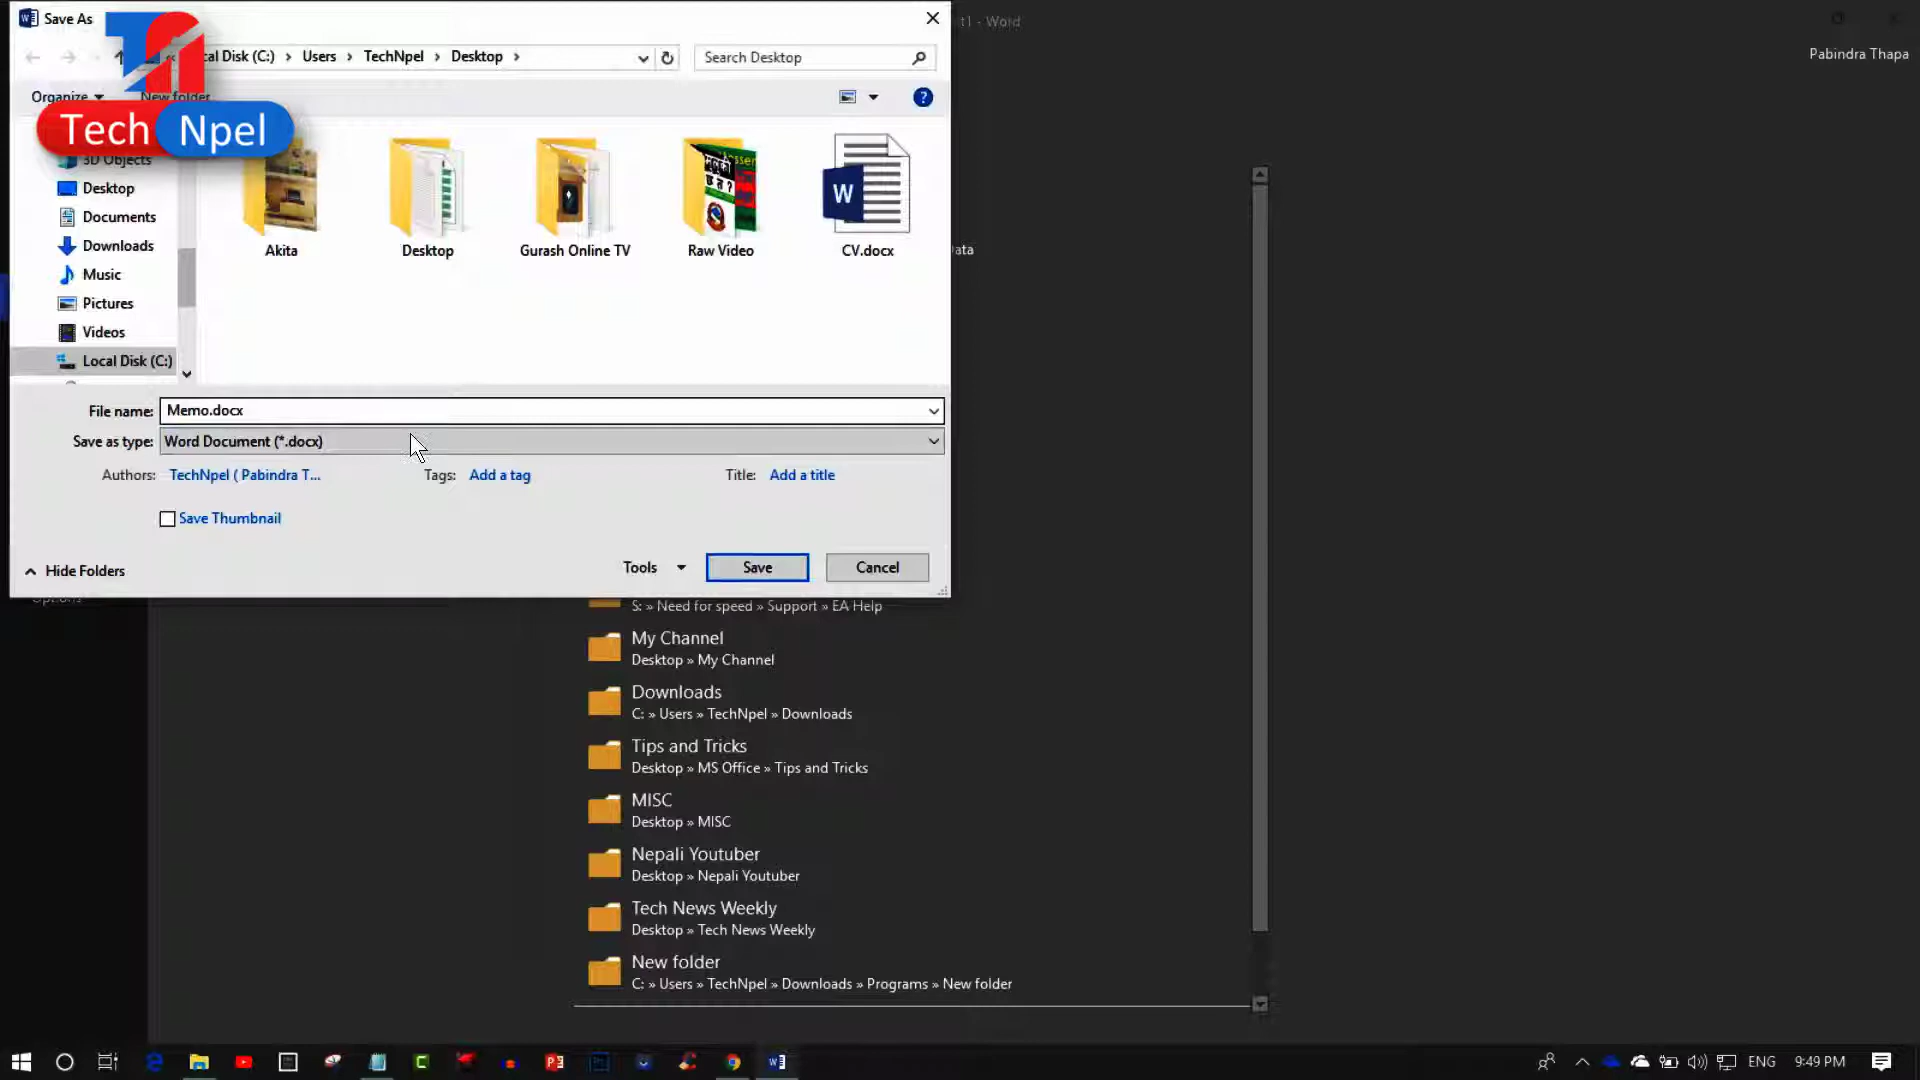 Save As
t1 - Word
Pabindra Thapa
cal Disk (C:) > Users > TechNpel > Desktop >
Search Desktop
Organize
New folder
Tech Npel
3D Objects
Desktop
Documents
Downloads
Music
Pictures
Videos
Local Disk (C:)
Akita
Desktop
Gurash Online TV
Raw Video
CV.docx
ata
File name: Memo.docx
Save as type: Word Document (*.docx)
Authors: TechNpel ( Pabindra T...
Tags: Add a tag
Title: Add a title
Save Thumbnail
Hide Folders
Tools
Save
Cancel
Options
S: » Need for speed » Support » EA Help
My Channel
Desktop » My Channel
Downloads
C: » Users » TechNpel » Downloads
Tips and Tricks
Desktop » MS Office » Tips and Tricks
MISC
Desktop » MISC
Nepali Youtuber
Desktop » Nepali Youtuber
Tech News Weekly
Desktop » Tech News Weekly
New folder
C: » Users » TechNpel » Downloads » Programs » New folder
ENG
9:49 PM